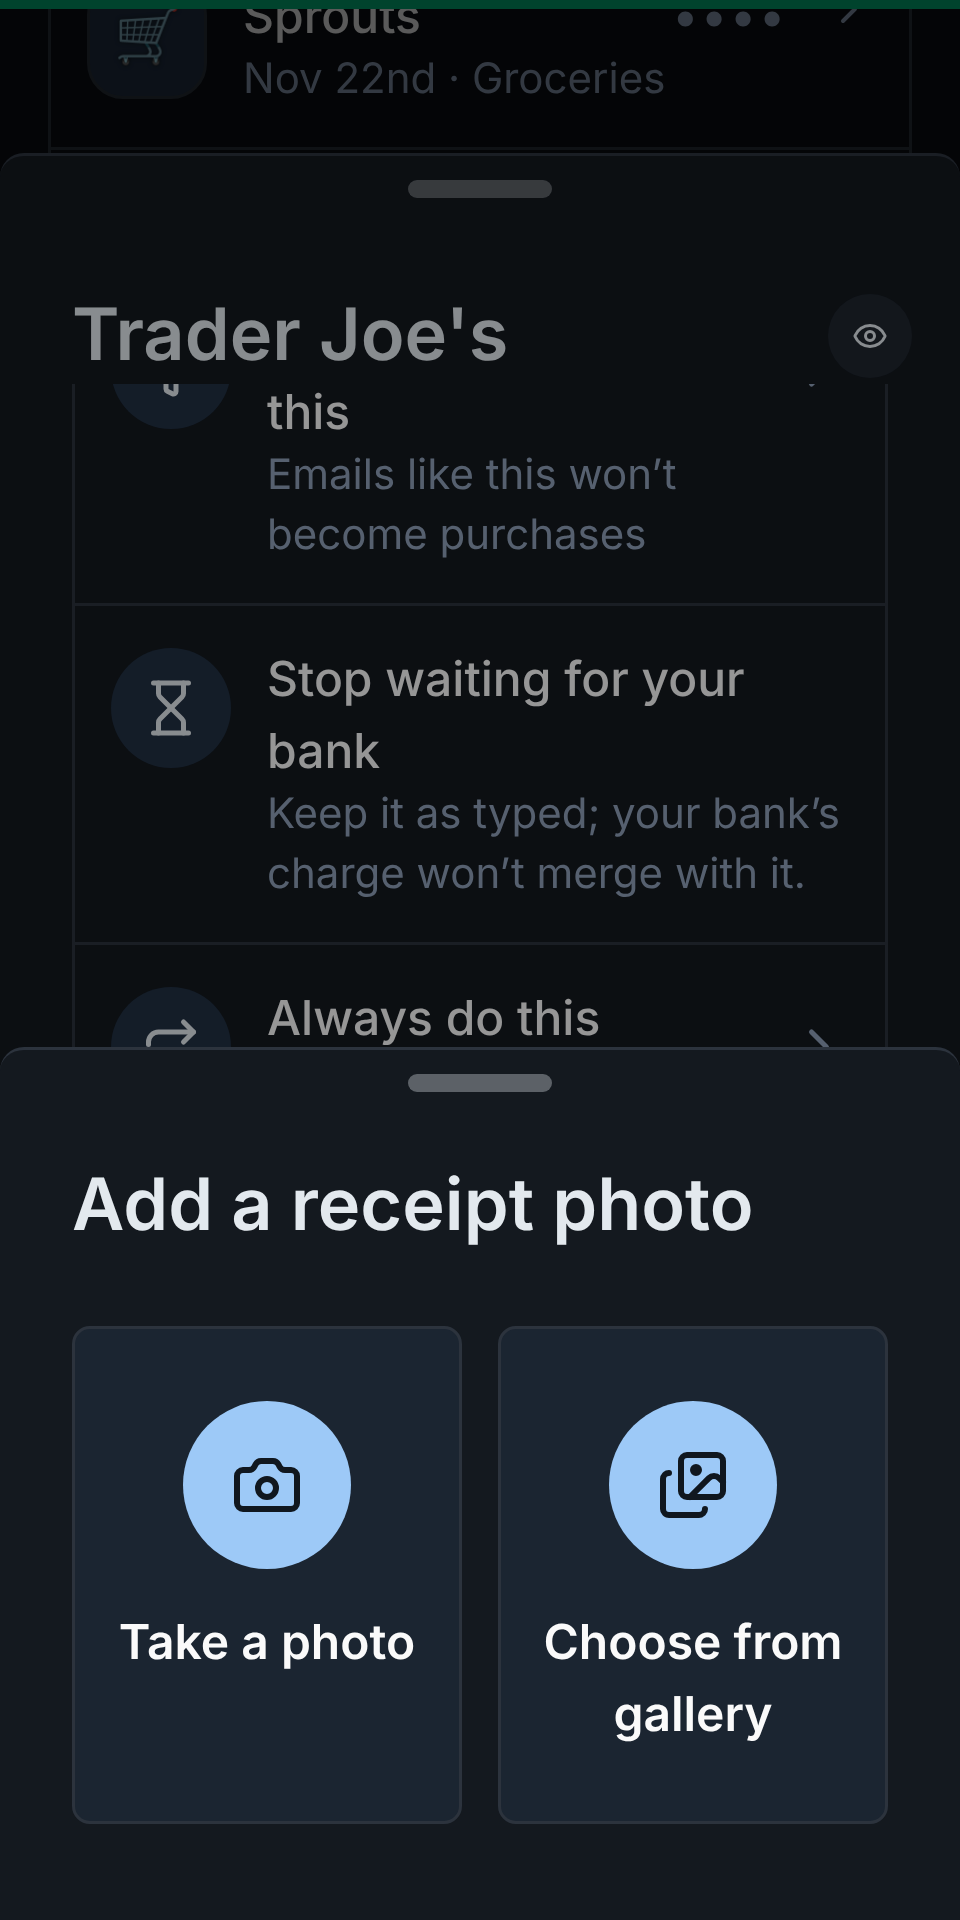 Sprouts
Nov 22nd · Groceries
Trader Joe's
this
Emails like this won’t
become purchases
Stop waiting for your
bank
Keep it as typed; your bank’s
charge won’t merge with it.
Always do this
Add a receipt photo
Take a photo
Choose from
gallery